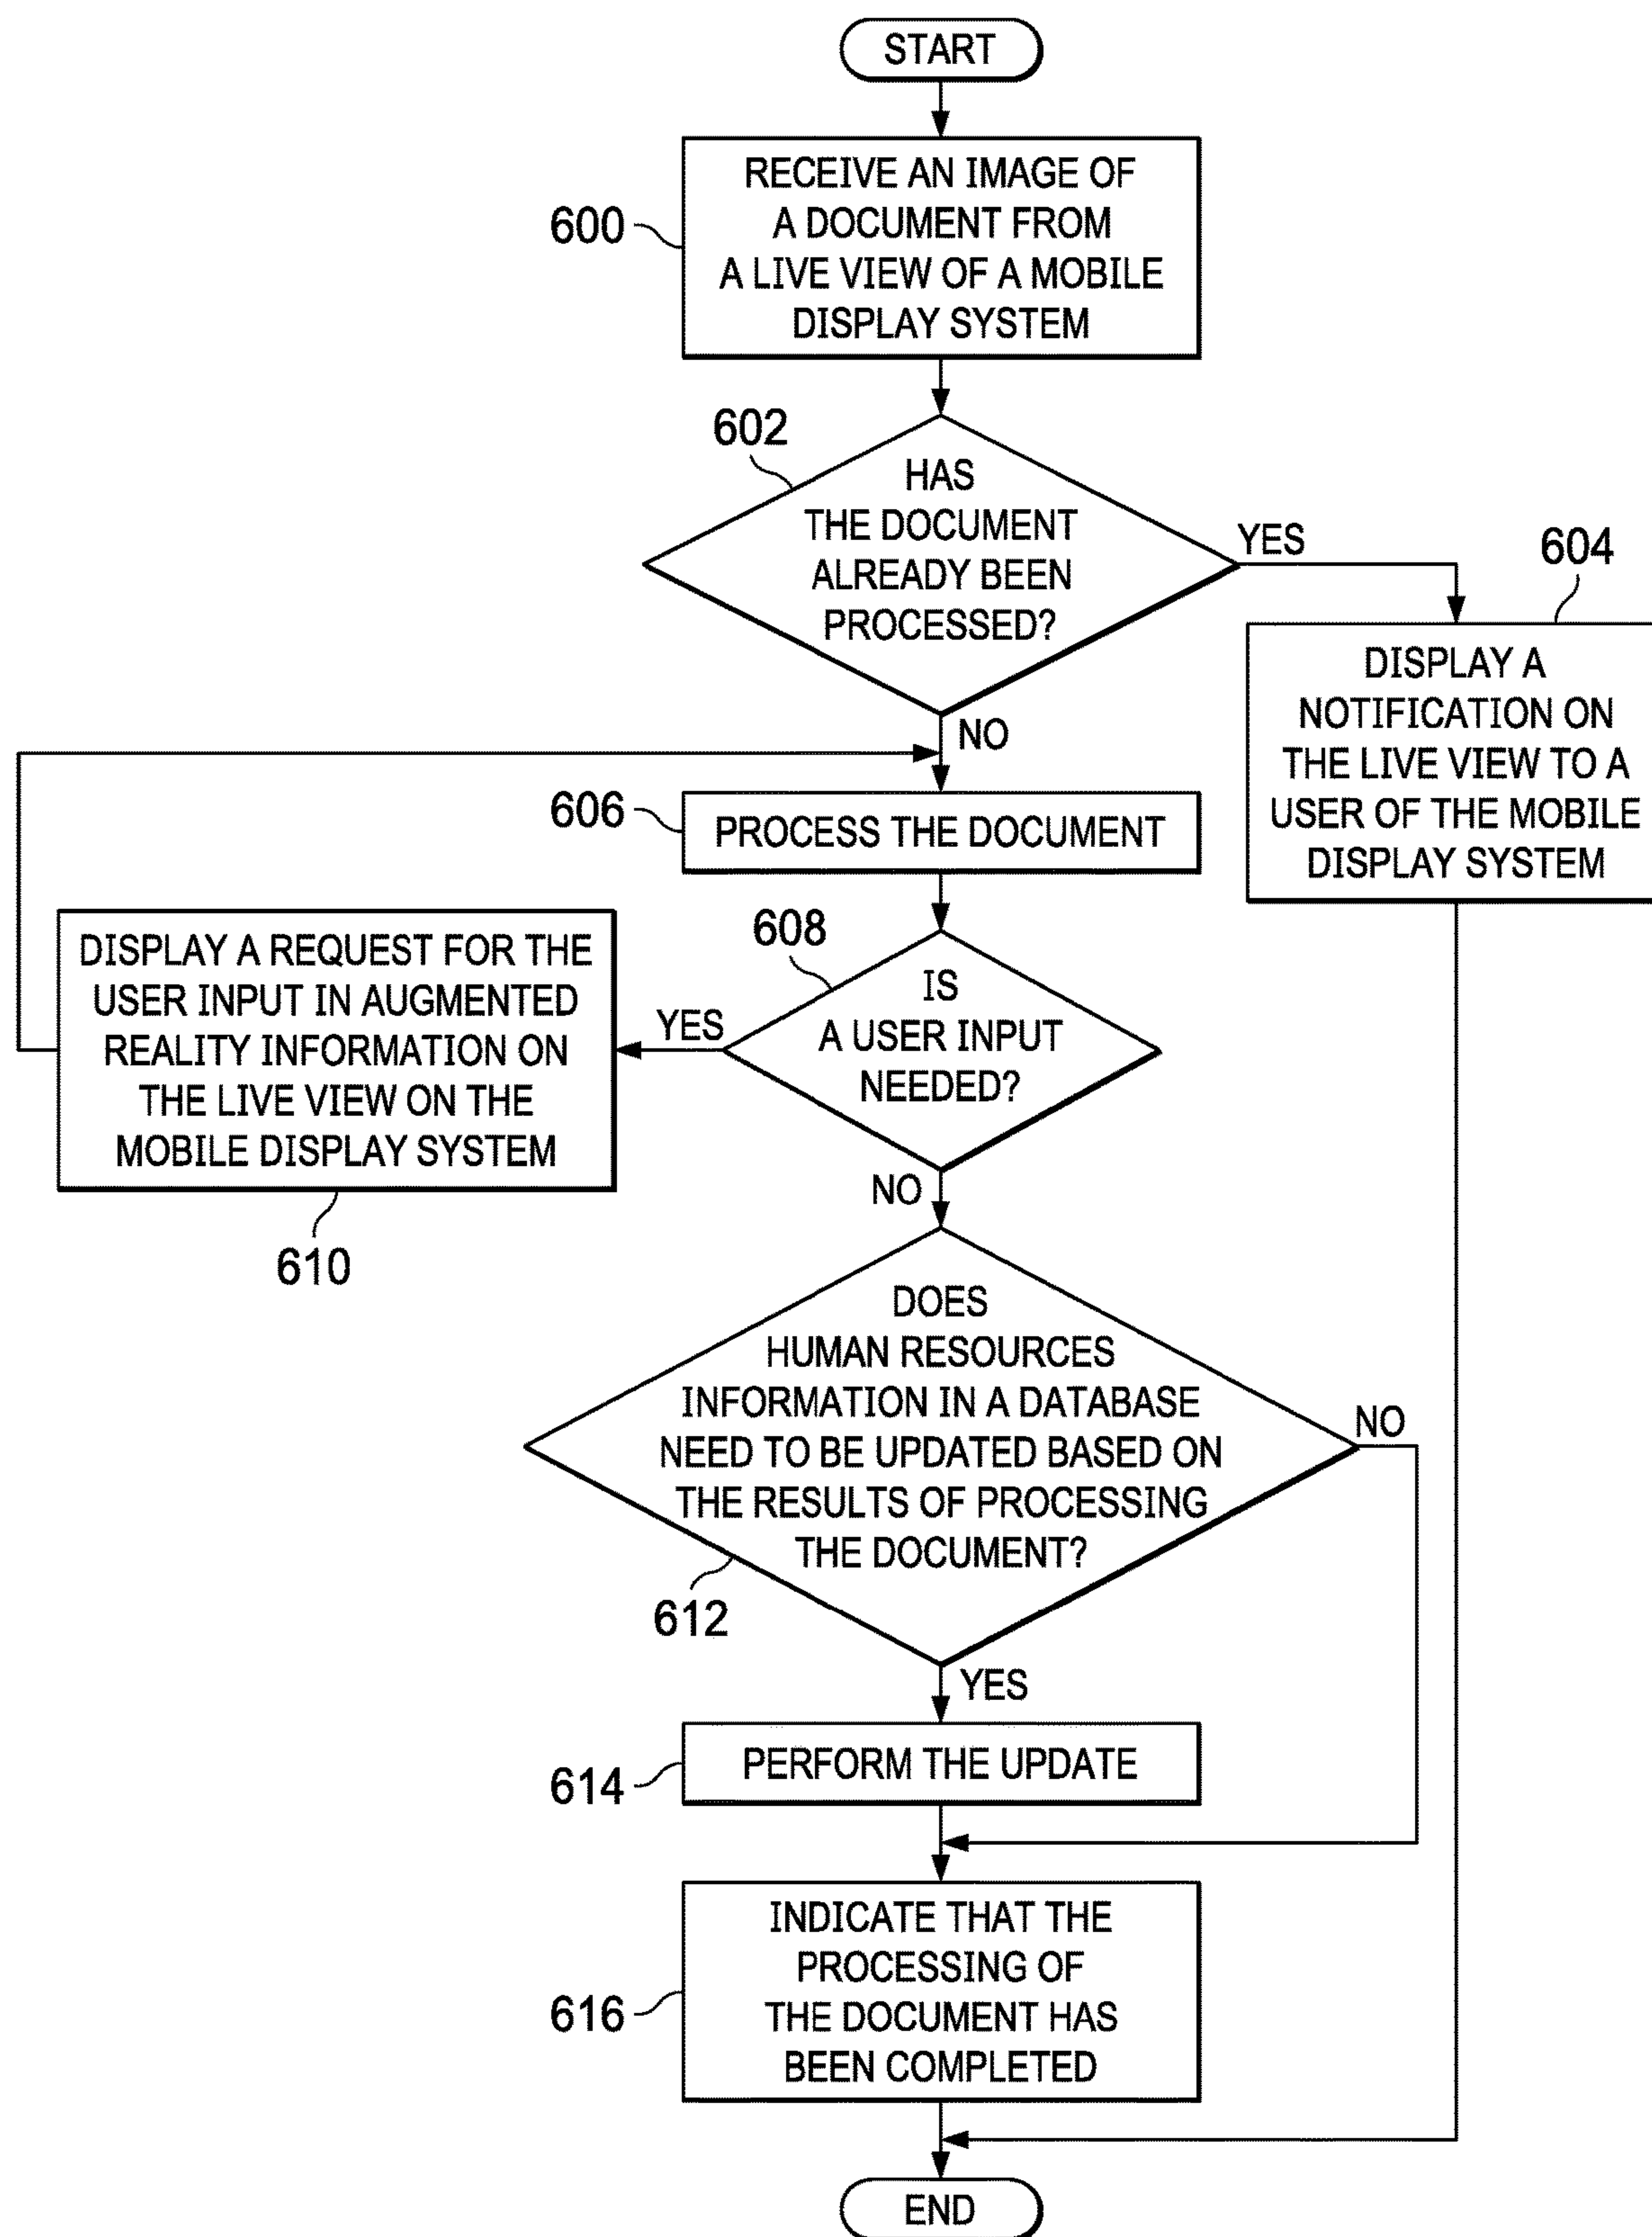 START
600
RECEIVE AN IMAGE OF
A DOCUMENT FROM
A LIVE VIEW OF A MOBILE
DISPLAY SYSTEM
602
HAS
THE DOCUMENT
ALREADY BEEN
PROCESSED?
YES
604
DISPLAY A
NOTIFICATION ON
THE LIVE VIEW TO A
USER OF THE MOBILE
DISPLAY SYSTEM
NO
606
PROCESS THE DOCUMENT
608
IS
A USER INPUT
NEEDED?
YES
DISPLAY A REQUEST FOR THE
USER INPUT IN AUGMENTED
REALITY INFORMATION ON
THE LIVE VIEW ON THE
MOBILE DISPLAY SYSTEM
610
NO
DOES
HUMAN RESOURCES
INFORMATION IN A DATABASE
NEED TO BE UPDATED BASED ON
THE RESULTS OF PROCESSING
THE DOCUMENT?
NO
612
YES
614
PERFORM THE UPDATE
616
INDICATE THAT THE
PROCESSING OF
THE DOCUMENT HAS
BEEN COMPLETED
END